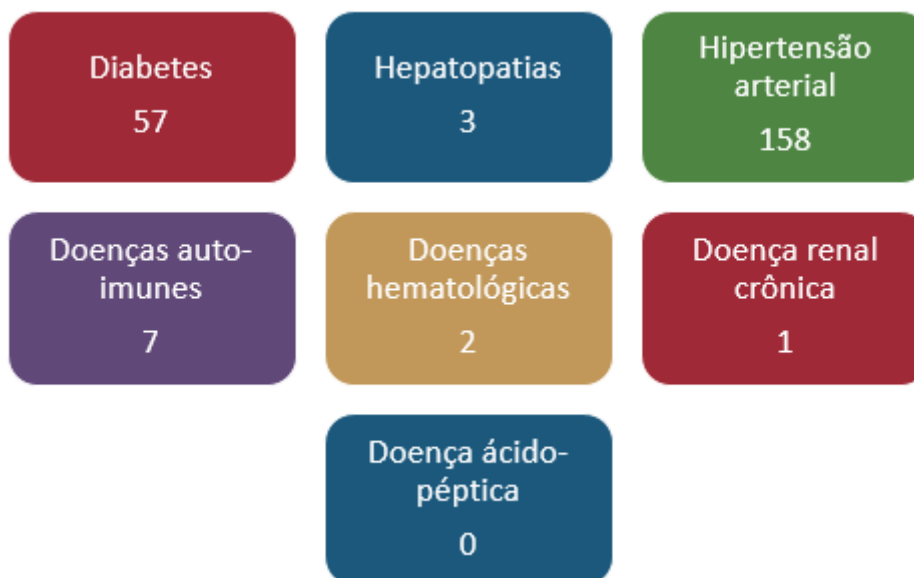 Diabetes
57
Hepatopatias
3
Hipertensão
arterial
158
Doenças auto-
imunes
7
Doenças
hematológicas
2
Doença renal
crônica
1
Doença ácido-
péptica
0